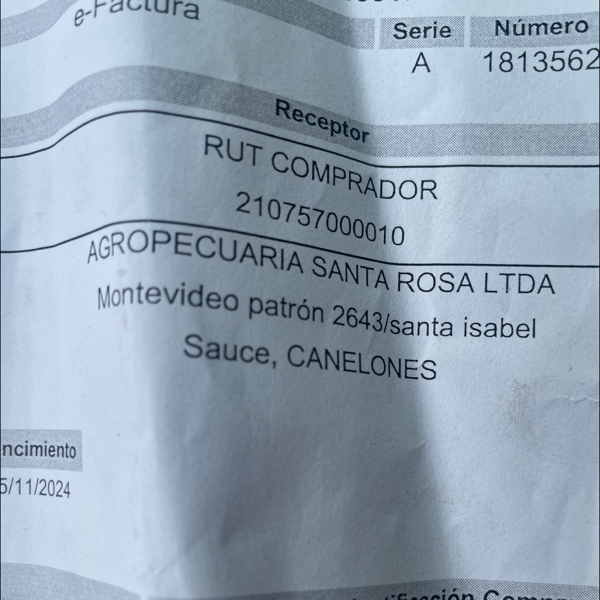 e-Factura
Serie Número
A 1813562
Receptor
RUT COMPRADOR
210757000010
AGROPECUARIA SANTA ROSA LTDA
Montevideo patrón 2643/santa isabel
Sauce, CANELONES
ncimiento
5/11/2024